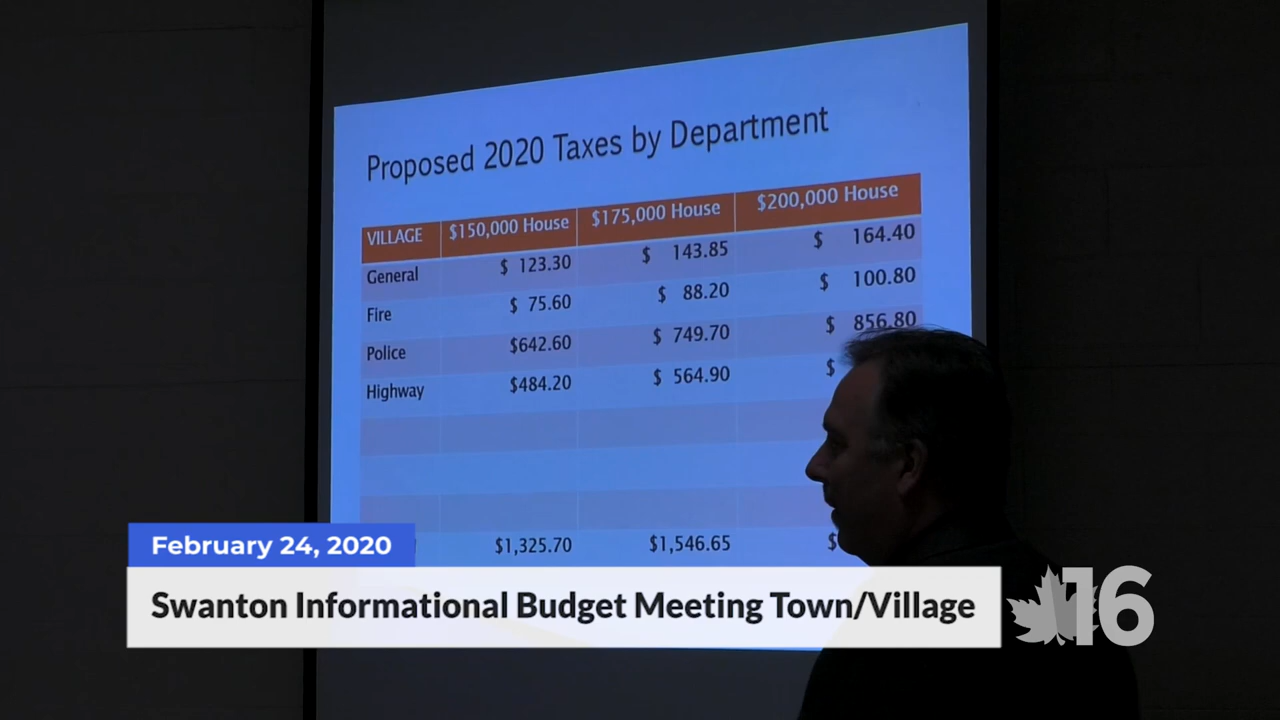 Proposed 2020 Taxes by Department
VILLAGE $150,000 House $175,000 House $200,000 House
General $ 123.30 $ 143.85 $ 164.40
Fire $ 75.60 $ 88.20 $ 100.80
Police $642.60 $ 749.70 $ 856.80
Highway $484.20 $ 564.90 $
$1,325.70 $1,546.65 $
February 24, 2020
Swanton Informational Budget Meeting Town/Village
16